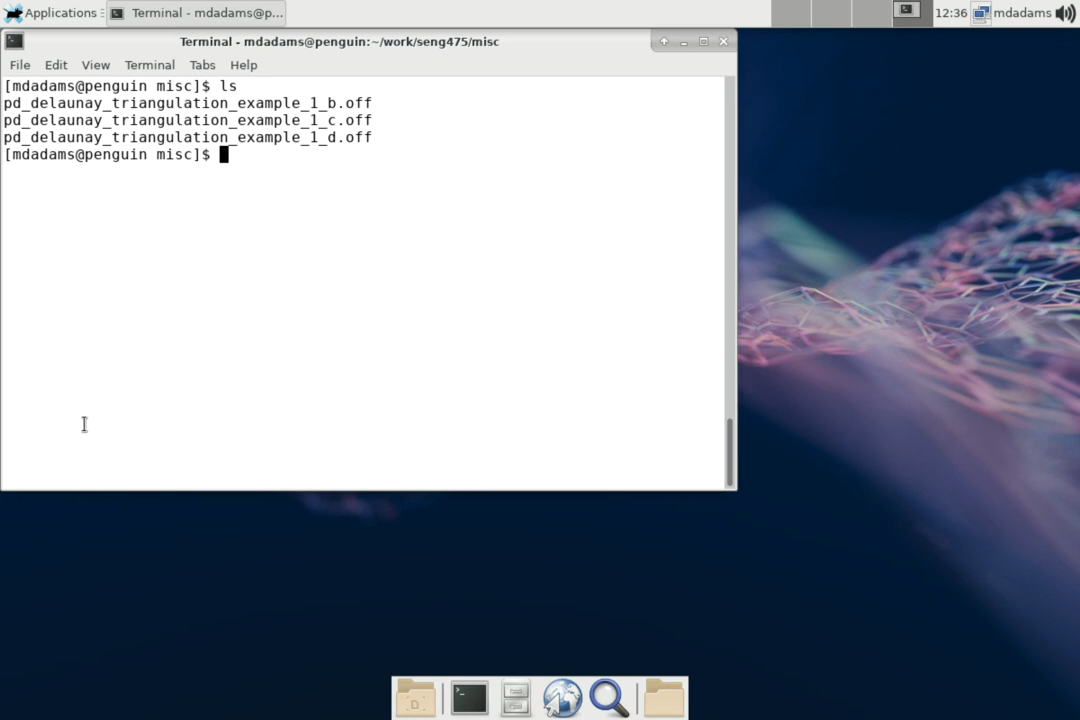 Applications
Terminal - mdadams@p...
12:36
mdadams
Terminal - mdadams@penguin:~/work/seng475/misc
File Edit View Terminal Tabs Help
[mdadams@penguin misc]$ ls
pd_delaunay_triangulation_example_1_b.off
pd_delaunay_triangulation_example_1_c.off
pd_delaunay_triangulation_example_1_d.off
[mdadams@penguin misc]$